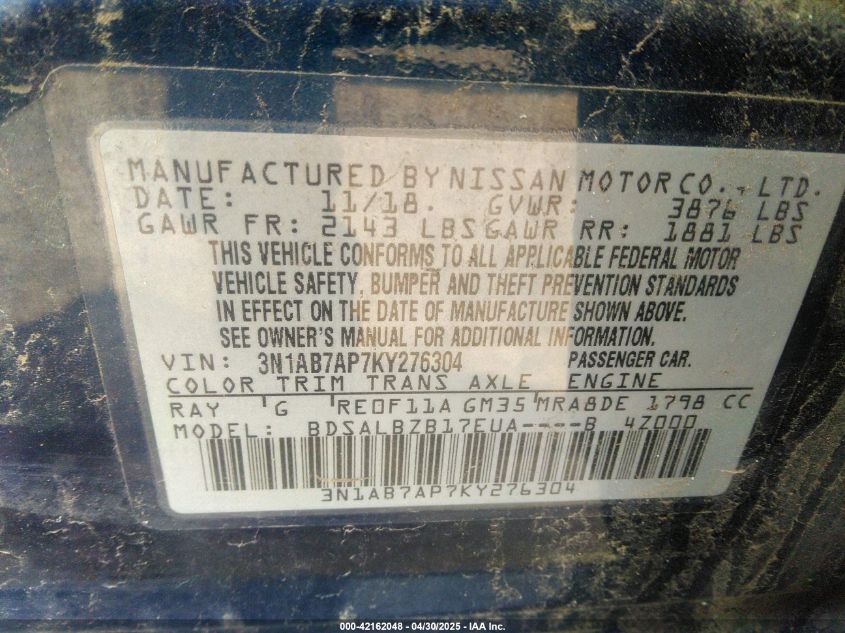 MANUFACTURED BY NISSAN MOTOR CO., LTD.
DATE: 11/18. GVWR: 3876 LBS
GAWR FR: 2143 LBS GAWR RR: 1881 LBS
THIS VEHICLE CONFORMS TO ALL APPLICABLE FEDERAL MOTOR
VEHICLE SAFETY, BUMPER AND THEFT PREVENTION STANDARDS
IN EFFECT ON THE DATE OF MANUFACTURE SHOWN ABOVE.
SEE OWNER'S MANUAL FOR ADDITIONAL INFORMATION.
VIN: 3N1AB7AP7KY276304 PASSENGER CAR.
COLOR TRIM TRANS AXLE ENGINE
RAY 'G 'RE0F11A GM35'MRA8DE 1798 CC
MODEL: BDSALBZB17EUA----B 4Z000
3N1AB7AP7KY276304
000-42162048 - 04/30/2025 - IAA Inc.